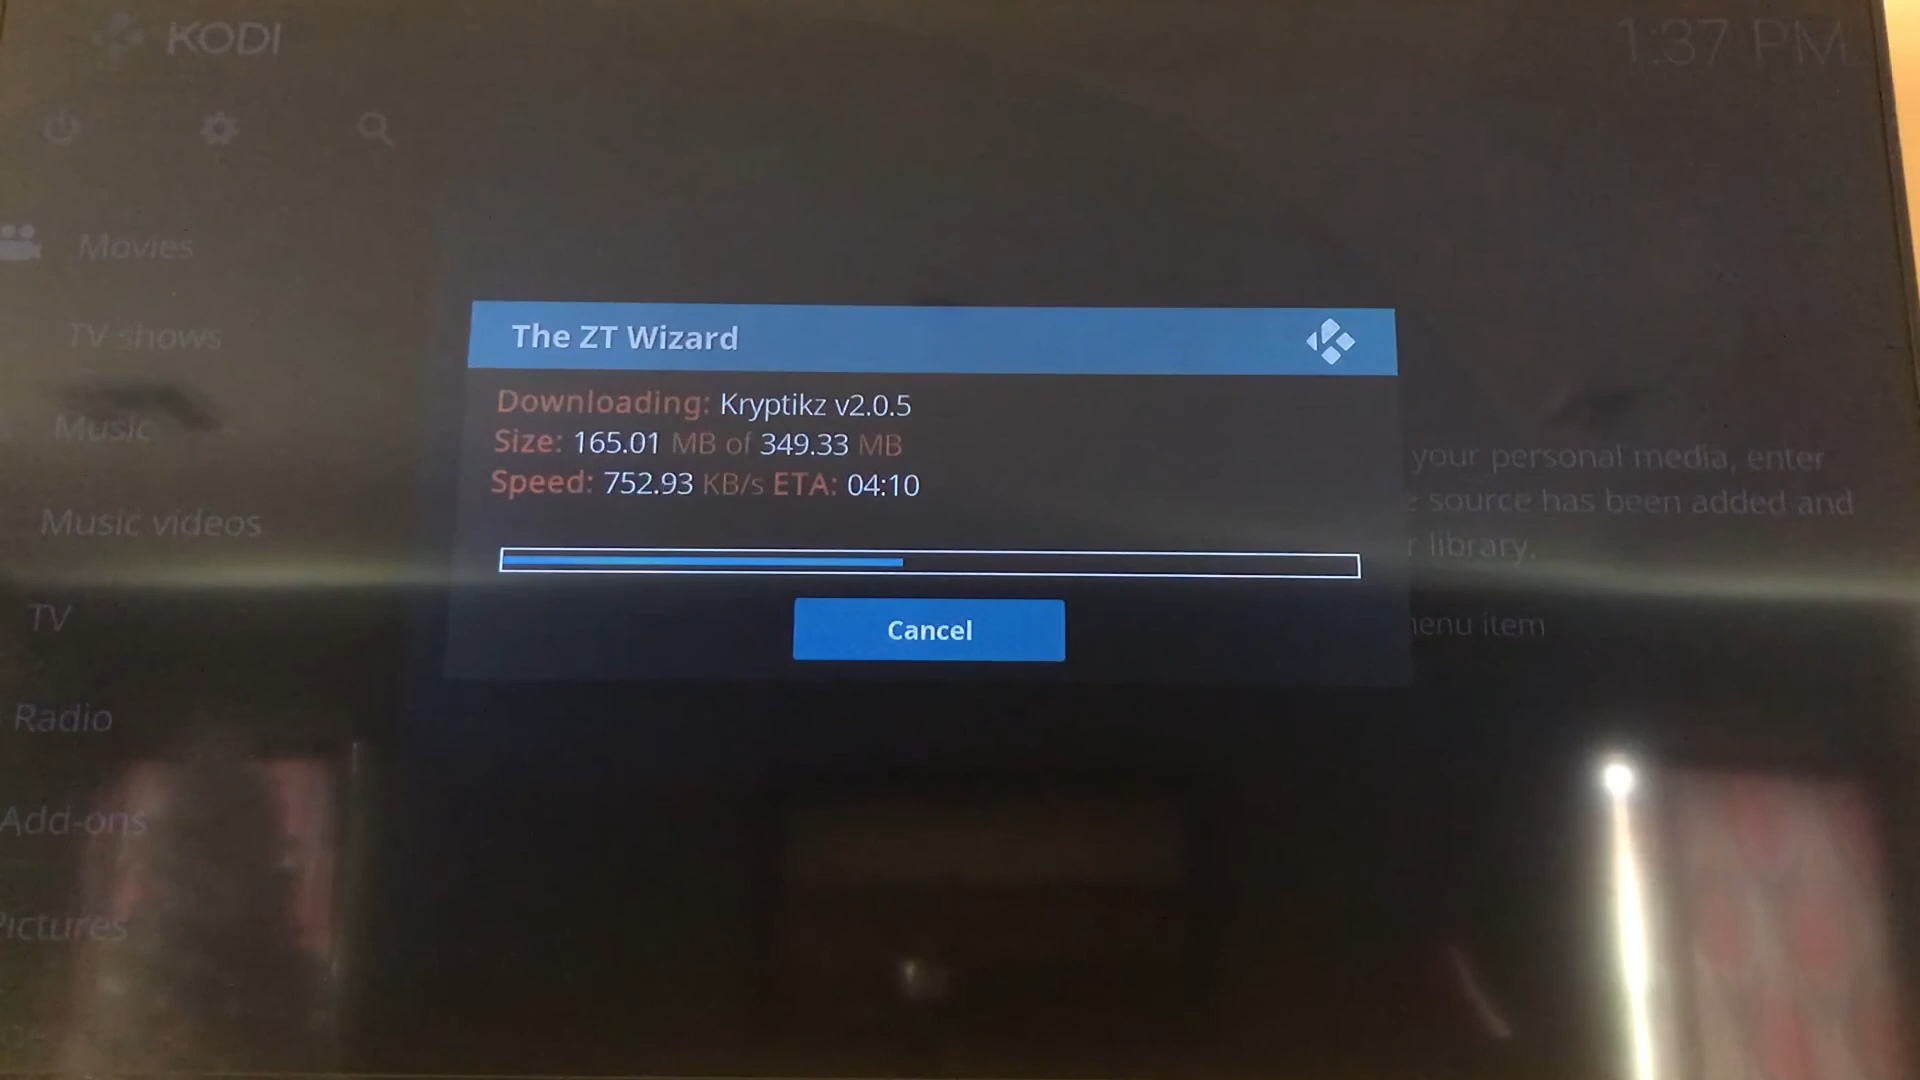 KODI
1:37 PM
Movies
TV shows
Music
Music videos
TV
Radio
Add-ons
Pictures
The ZT Wizard
Downloading: Kryptikz v2.0.5
Size: 165.01 MB of 349.33 MB
Speed: 752.93 KB/s ETA: 04:10
Cancel
your personal media, enter
source has been added and
library.
item